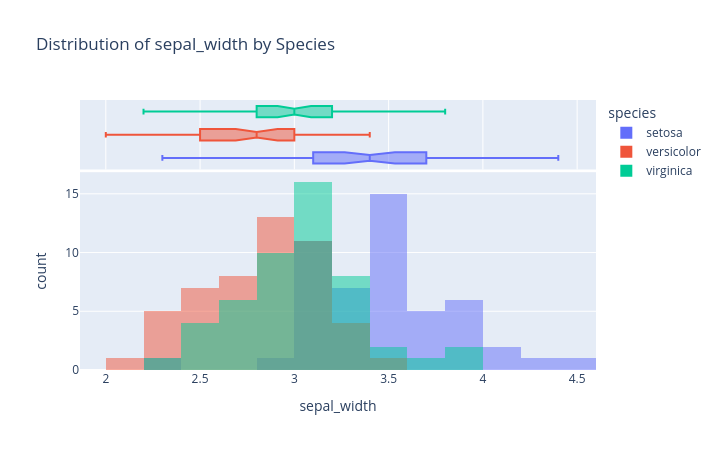 Distribution of sepal_width by Species
species
setosa
versicolor
virginica
15
10
5
0
count
2
2.5
3
3.5
4
4.5
sepal_width